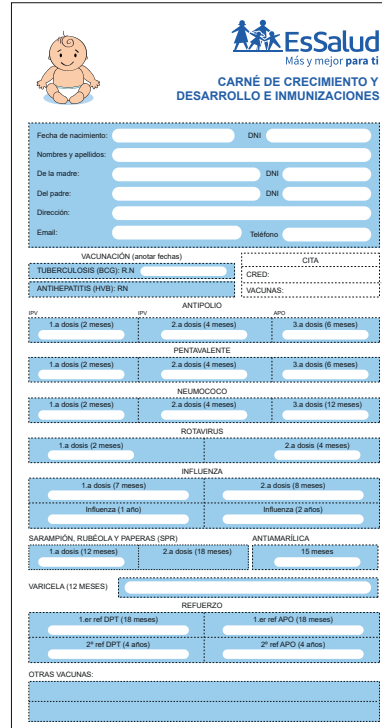 EsSalud
Más y mejor para ti
CARNÉ DE CRECIMIENTO Y
DESARROLLO E INMUNIZACIONES
Fecha de nacimiento: DNI
Nombres y apellidos:
De la madre: DNI
Del padre: DNI
Dirección:
Email: Teléfono
VACUNACIÓN (anotar fechas)
TUBERCULOSIS (BCG): R.N
ANTIHEPATITIS (HVB): RN
CITA
CRED:
VACUNAS:
ANTIPOLIO
IPV IPV APO
1.a dosis (2 meses) 2.a dosis (4 meses) 3.a dosis (6 meses)
PENTAVALENTE
1.a dosis (2 meses) 2.a dosis (4 meses) 3.a dosis (6 meses)
NEUMOCOCO
1.a dosis (2 meses) 2.a dosis (4 meses) 3.a dosis (12 meses)
ROTAVIRUS
1.a dosis (2 meses) 2.a dosis (4 meses)
INFLUENZA
1.a dosis (7 meses) 2.a dosis (8 meses)
Influenza (1 año) Influenza (2 años)
SARAMPIÓN, RUBÉOLA Y PAPERAS (SPR) ANTIAMARÍLICA
1.a dosis (12 meses) 2.a dosis (18 meses) 15 meses
VARICELA (12 MESES)
REFUERZO
1.er ref DPT (18 meses) 1.er ref APO (18 meses)
2º ref DPT (4 años) 2º ref APO (4 años)
OTRAS VACUNAS: